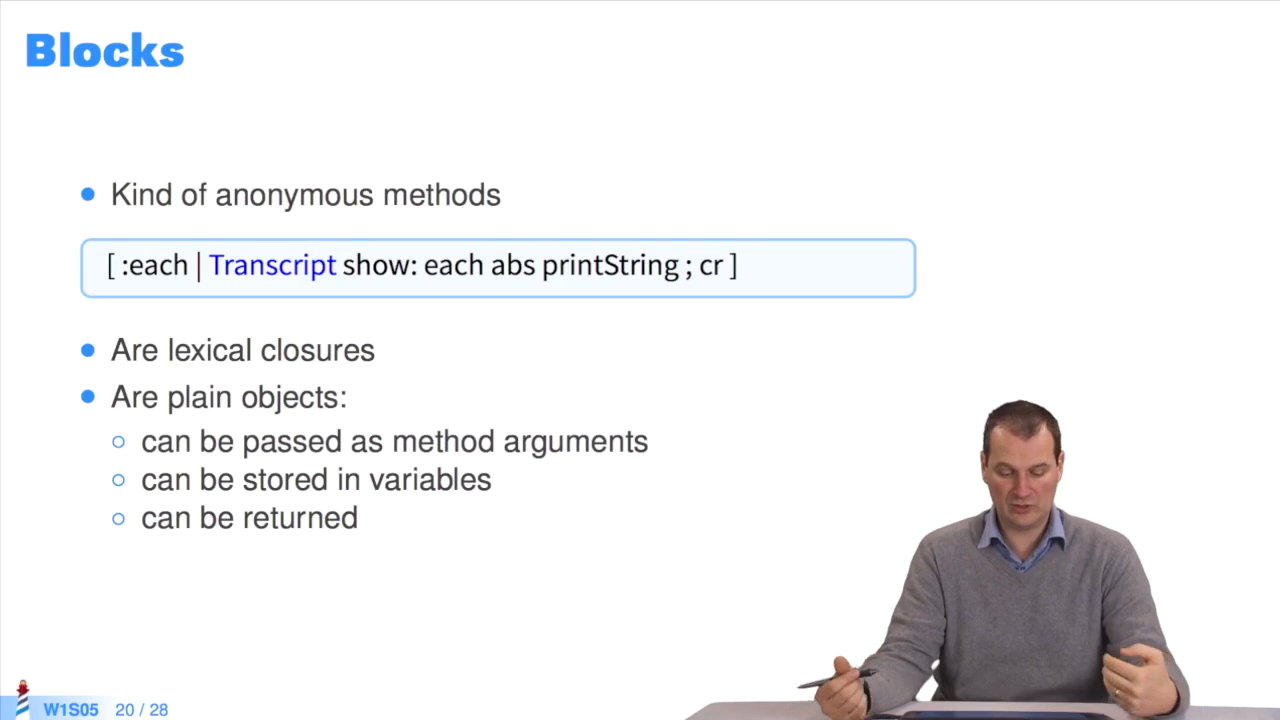 Blocks
Kind of anonymous methods
[ :each | Transcript show: each abs printString ; cr ]
Are lexical closures
Are plain objects:
can be passed as method arguments
can be stored in variables
can be returned
W1S05 20 / 28